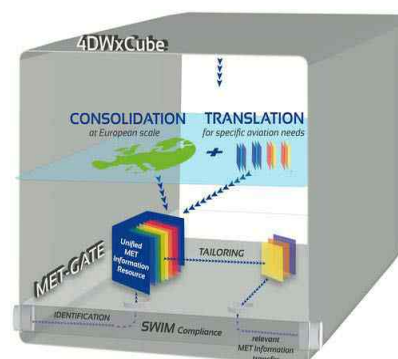 4DWxCube
CONSOLIDATION
at European scale
TRANSLATION
for specific aviation needs
+
Unified
MET
Information
Resource
TAILORING
MET-GATE
IDENTIFICATION
SWIM Compliance
relevant
MET Information
transfer